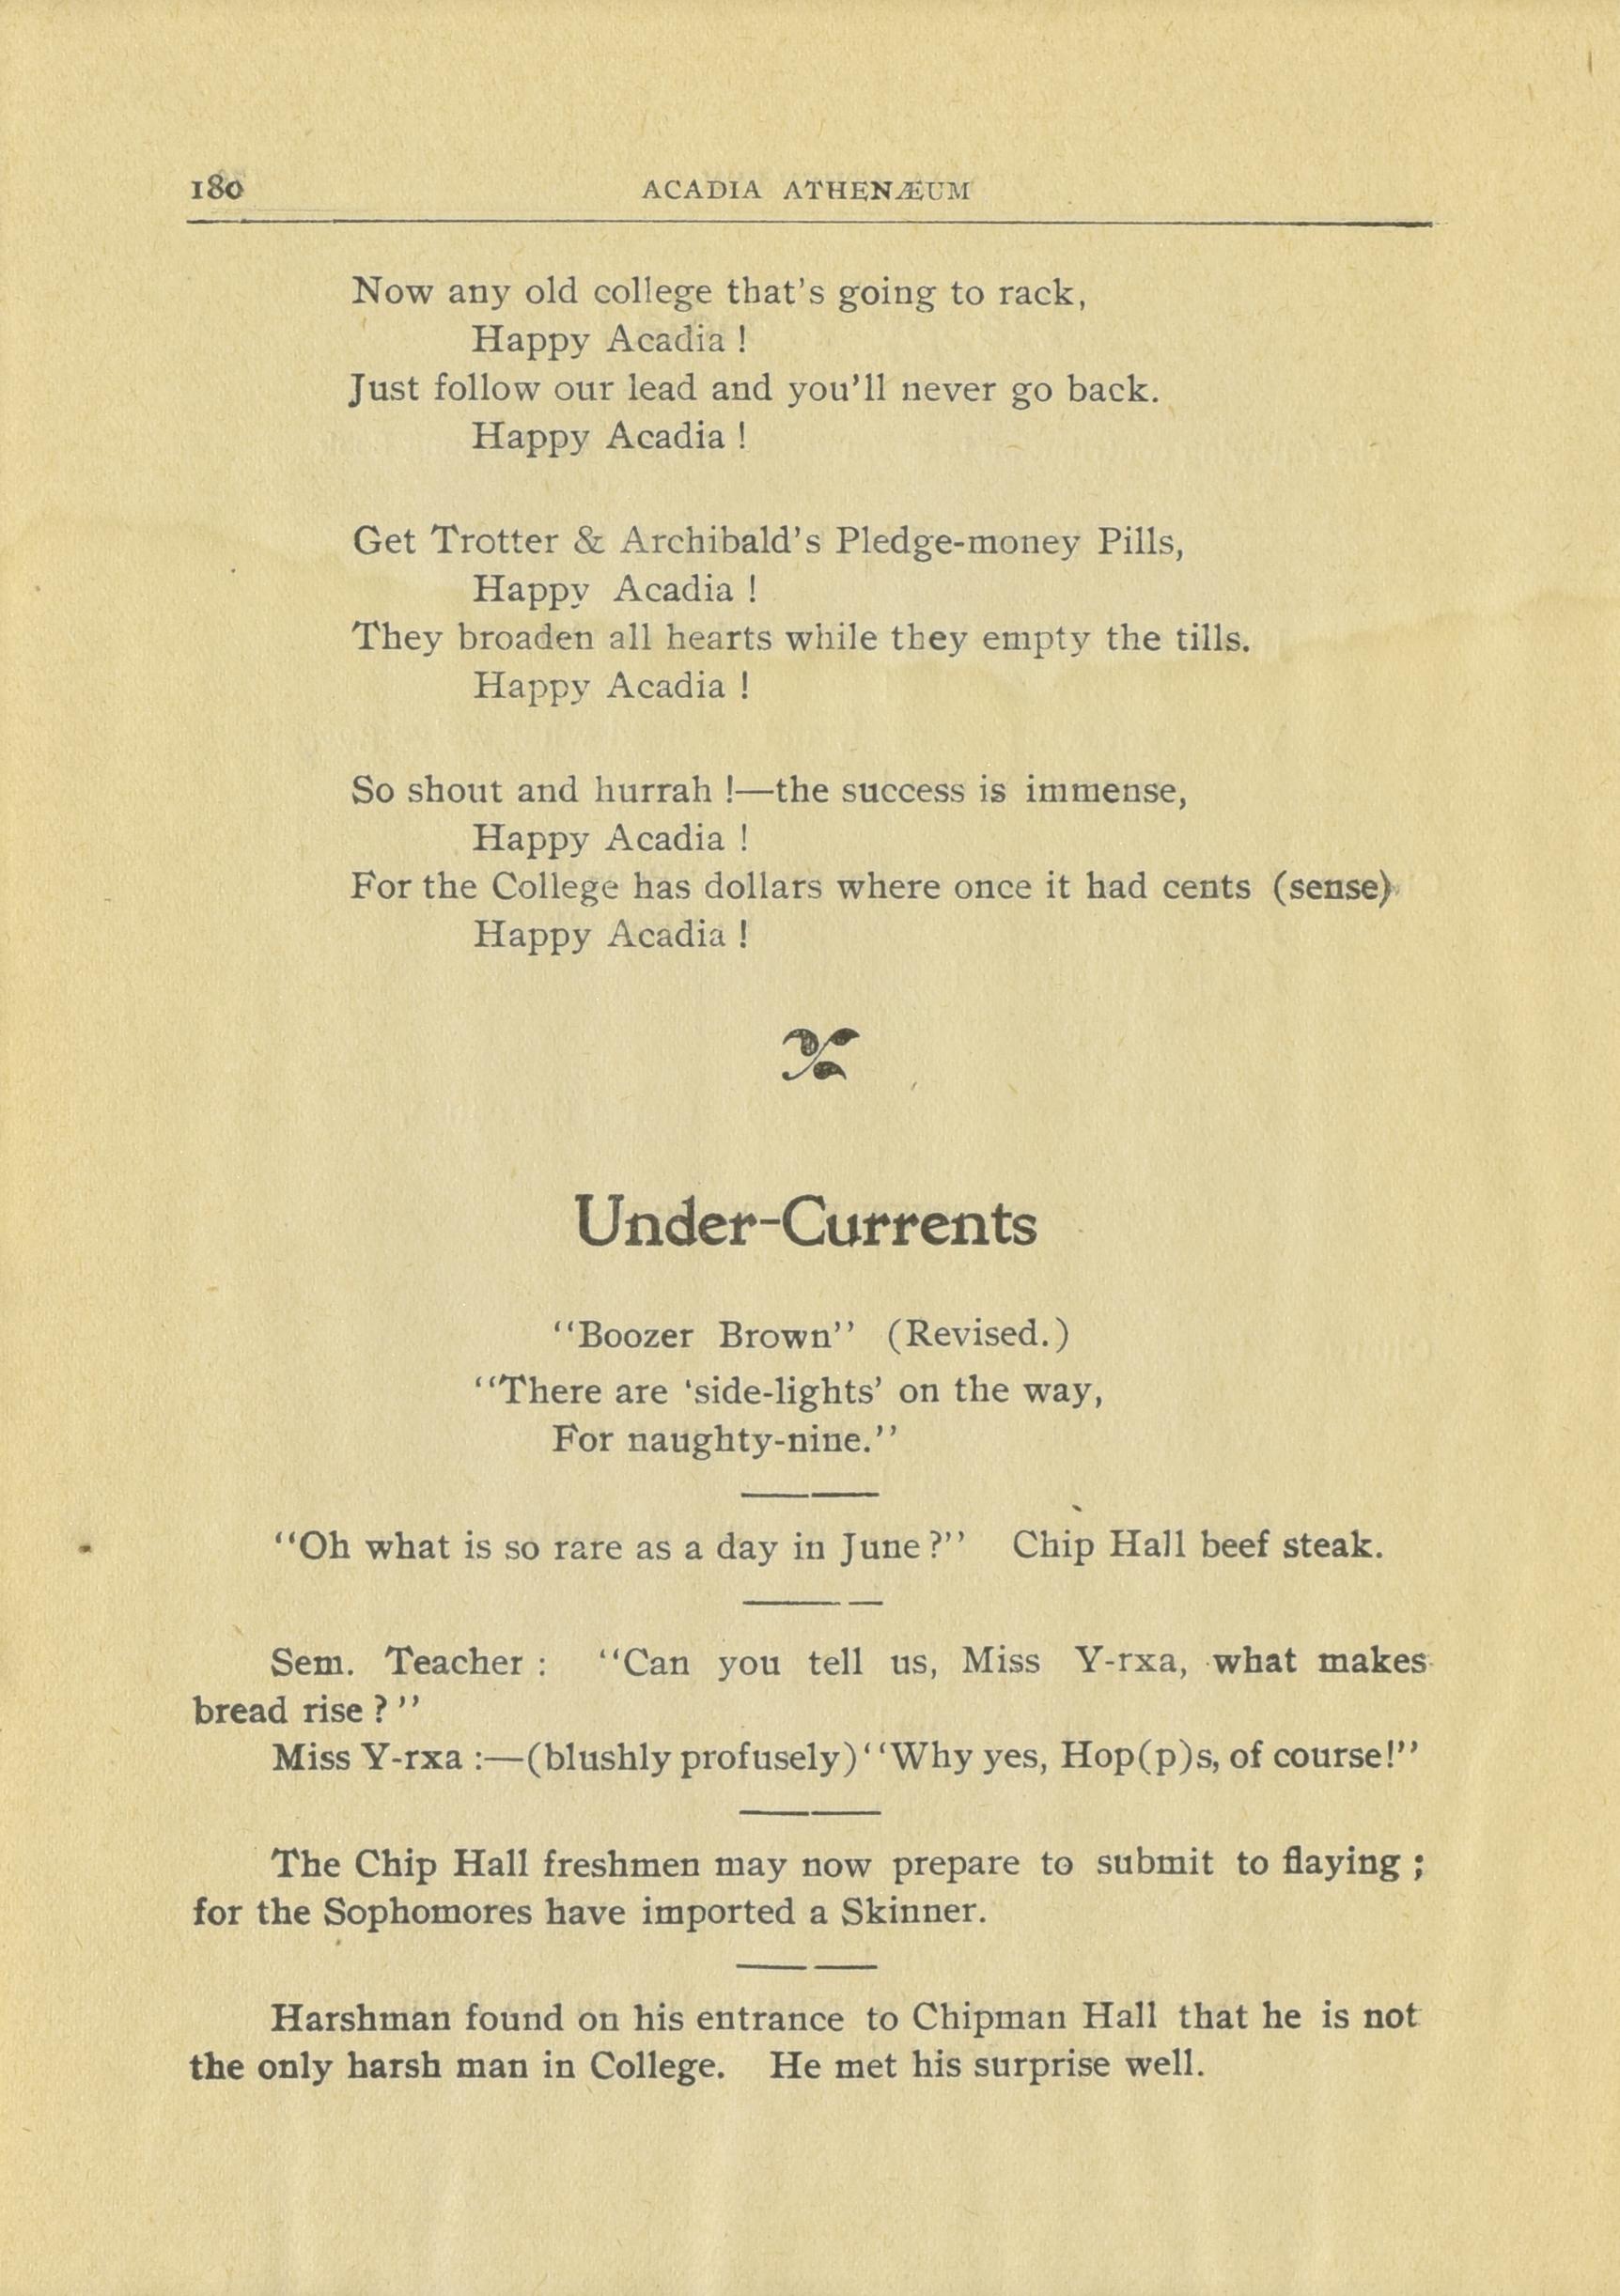 180 ACADIA ATHENÆUM
Now any old college that's going to rack,
Happy Acadia !
Just follow our lead and you'll never go back.
Happy Acadia !
Get Trotter & Archibald's Pledge-money Pills,
Happy Acadia !
They broaden all hearts while they empty the tills.
Happy Acadia !
So shout and hurrah !—the success is immense,
Happy Acadia !
For the College has dollars where once it had cents (sense)
Happy Acadia !
Under-Currents
"Boozer Brown" (Revised.)
"There are 'side-lights' on the way,
For naughty-nine."
"Oh what is so rare as a day in June ?" Chip Hall beef steak.
Sem. Teacher : "Can you tell us, Miss Y-rxa, what makes
bread rise ? "
Miss Y-rxa :—(blushly profusely) "Why yes, Hop(p)s, of course!"
The Chip Hall freshmen may now prepare to submit to flaying ;
for the Sophomores have imported a Skinner.
Harshman found on his entrance to Chipman Hall that he is not
the only harsh man in College. He met his surprise well.